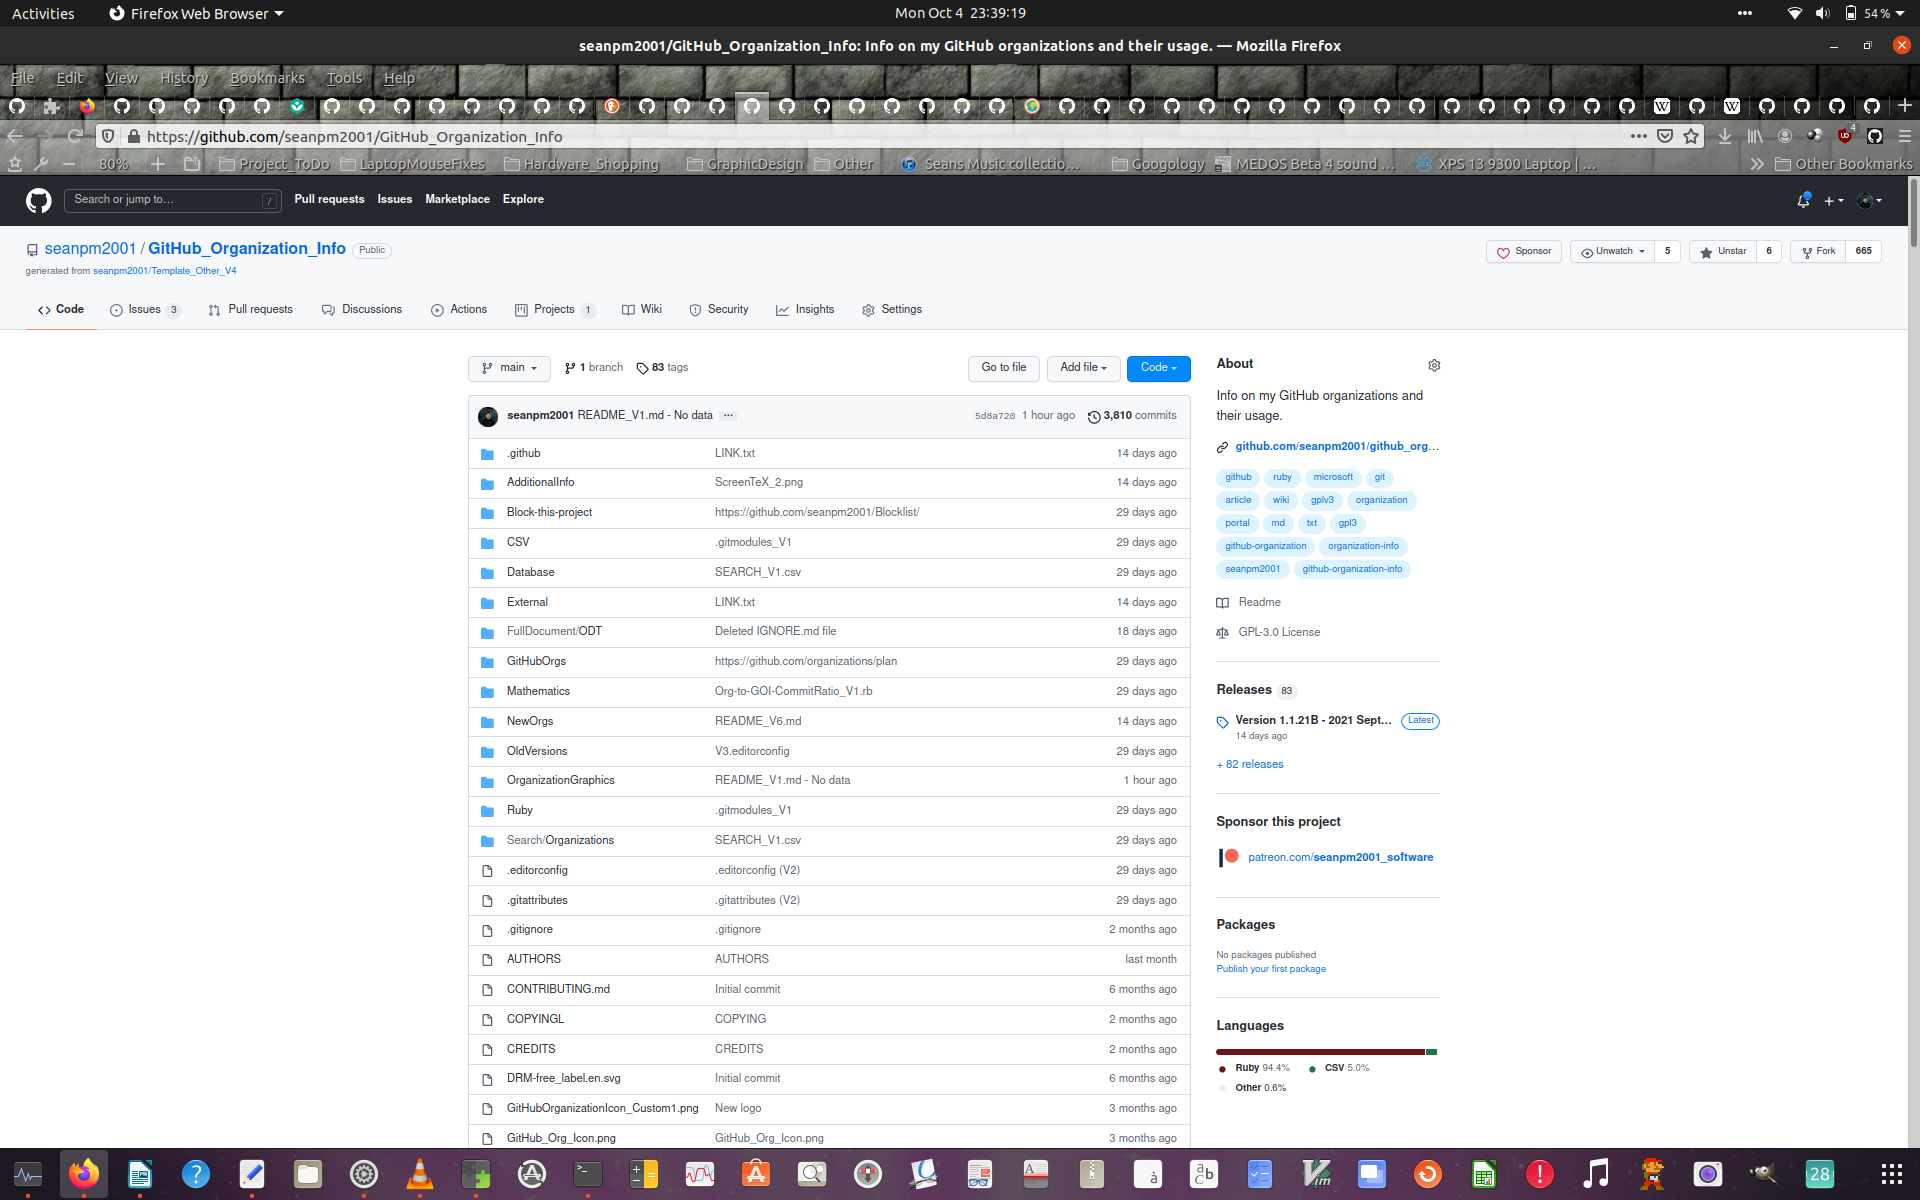 Activities Firefox Web Browser Mon Oct 4 23:39:19 54 %
seanpm2001/GitHub_Organization_Info: Info on my GitHub organizations and their usage. — Mozilla Firefox
File Edit View History Bookmarks Tools Help
https://github.com/seanpm2001/GitHub_Organization_Info 4
80% Project_ToDo LaptopMouseFixes Hardware_Shopping GraphicDesign Other Seans Music collectio… Googology MEDOS Beta 4 sound … XPS 13 9300 Laptop | … Other Bookmarks
Search or jump to… / Pull requests Issues Marketplace Explore
seanpm2001 / GitHub_Organization_Info Public Sponsor Unwatch 5 Unstar 6 Fork 665
generated from seanpm2001/Template_Other_V4
Code Issues 3 Pull requests Discussions Actions Projects 1 Wiki Security Insights Settings
main 1 branch 83 tags Go to file Add file Code
seanpm2001 README_V1.md - No data ... 5d8a720 1 hour ago 3,810 commits
.github LINK.txt 14 days ago
AdditionalInfo ScreenTeX_2.png 14 days ago
Block-this-project https://github.com/seanpm2001/Blocklist/ 29 days ago
CSV .gitmodules_V1 29 days ago
Database SEARCH_V1.csv 29 days ago
External LINK.txt 14 days ago
FullDocument/ODT Deleted IGNORE.md file 18 days ago
GitHubOrgs https://github.com/organizations/plan 29 days ago
Mathematics Org-to-GOI-CommitRatio_V1.rb 29 days ago
NewOrgs README_V6.md 14 days ago
OldVersions V3.editorconfig 29 days ago
OrganizationGraphics README_V1.md - No data 1 hour ago
Ruby .gitmodules_V1 29 days ago
Search/Organizations SEARCH_V1.csv 29 days ago
.editorconfig .editorconfig (V2) 29 days ago
.gitattributes .gitattributes (V2) 29 days ago
.gitignore .gitignore 2 months ago
AUTHORS AUTHORS last month
CONTRIBUTING.md Initial commit 6 months ago
COPYINGL COPYING 2 months ago
CREDITS CREDITS 2 months ago
DRM-free_label.en.svg Initial commit 6 months ago
GitHubOrganizationIcon_Custom1.png New logo 3 months ago
GitHub_Org_Icon.png GitHub_Org_Icon.png 3 months ago
About
Info on my GitHub organizations and
their usage.
github.com/seanpm2001/github_org…
github ruby microsoft git
article wiki gplv3 organization
portal md txt gpl3
github-organization organization-info
seanpm2001 github-organization-info
Readme
GPL-3.0 License
Releases 83
Version 1.1.21B - 2021 Sept… Latest
14 days ago
+ 82 releases
Sponsor this project
patreon.com/seanpm2001_software
Packages
No packages published
Publish your first package
Languages
Ruby 94.4% CSV 5.0%
Other 0.6%
28